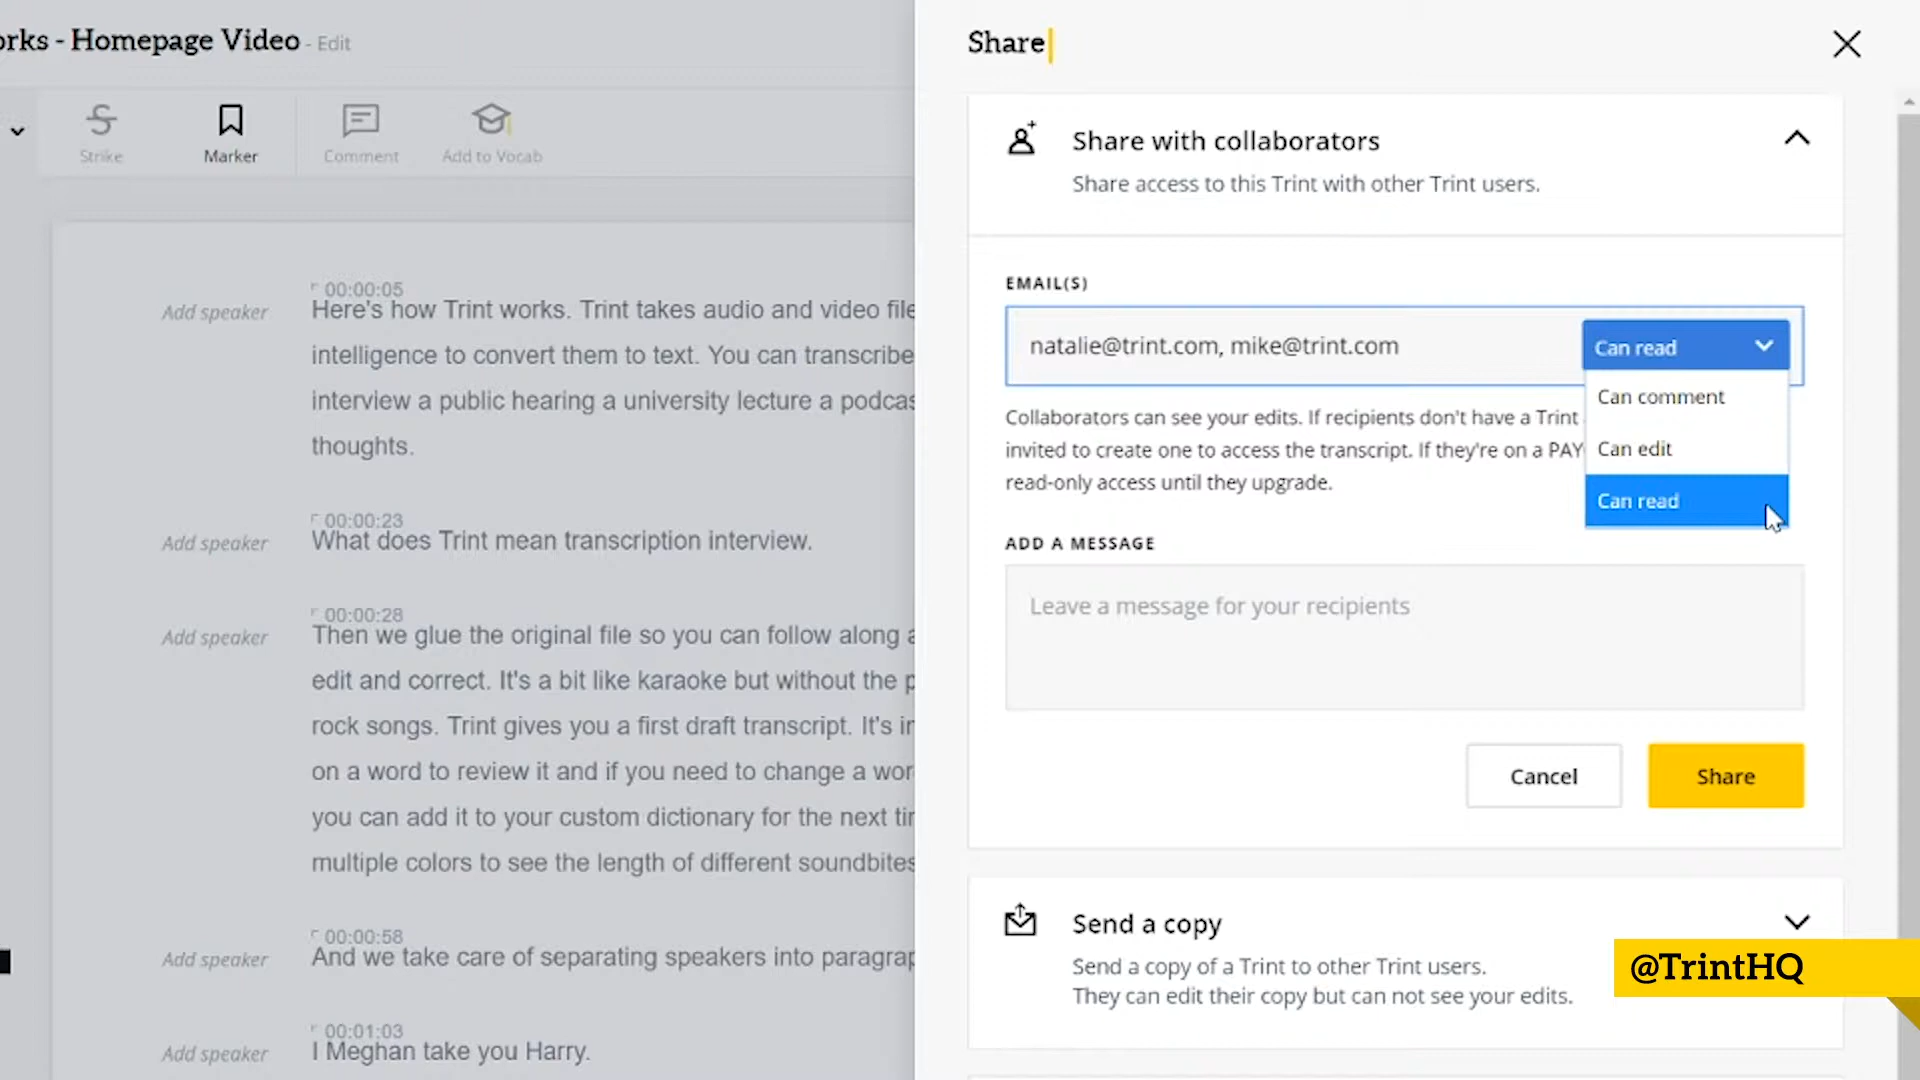 orks - Homepage Video - Edit
Strike
Marker
Comment
Add to Vocab
Add speaker
00:00:05
Here's how Trint works. Trint takes audio and video file
intelligence to convert them to text. You can transcribe
interview a public hearing a university lecture a podcas
thoughts.
Add speaker
00:00:23
What does Trint mean transcription interview.
Add speaker
00:00:28
Then we glue the original file so you can follow along a
edit and correct. It's a bit like karaoke but without the p
rock songs. Trint gives you a first draft transcript. It's in
on a word to review it and if you need to change a wor
you can add it to your custom dictionary for the next tir
multiple colors to see the length of different soundbites
Add speaker
00:00:58
And we take care of separating speakers into paragrap
Add speaker
00:01:03
I Meghan take you Harry.
Share
Share with collaborators
Share access to this Trint with other Trint users.
EMAIL(S)
natalie@trint.com, mike@trint.com
Can read
Can comment
Can edit
Can read
Collaborators can see your edits. If recipients don't have a Trint
invited to create one to access the transcript. If they're on a PAY
read-only access until they upgrade.
ADD A MESSAGE
Leave a message for your recipients
Cancel
Share
Send a copy
Send a copy of a Trint to other Trint users.
They can edit their copy but can not see your edits.
@TrintHQ